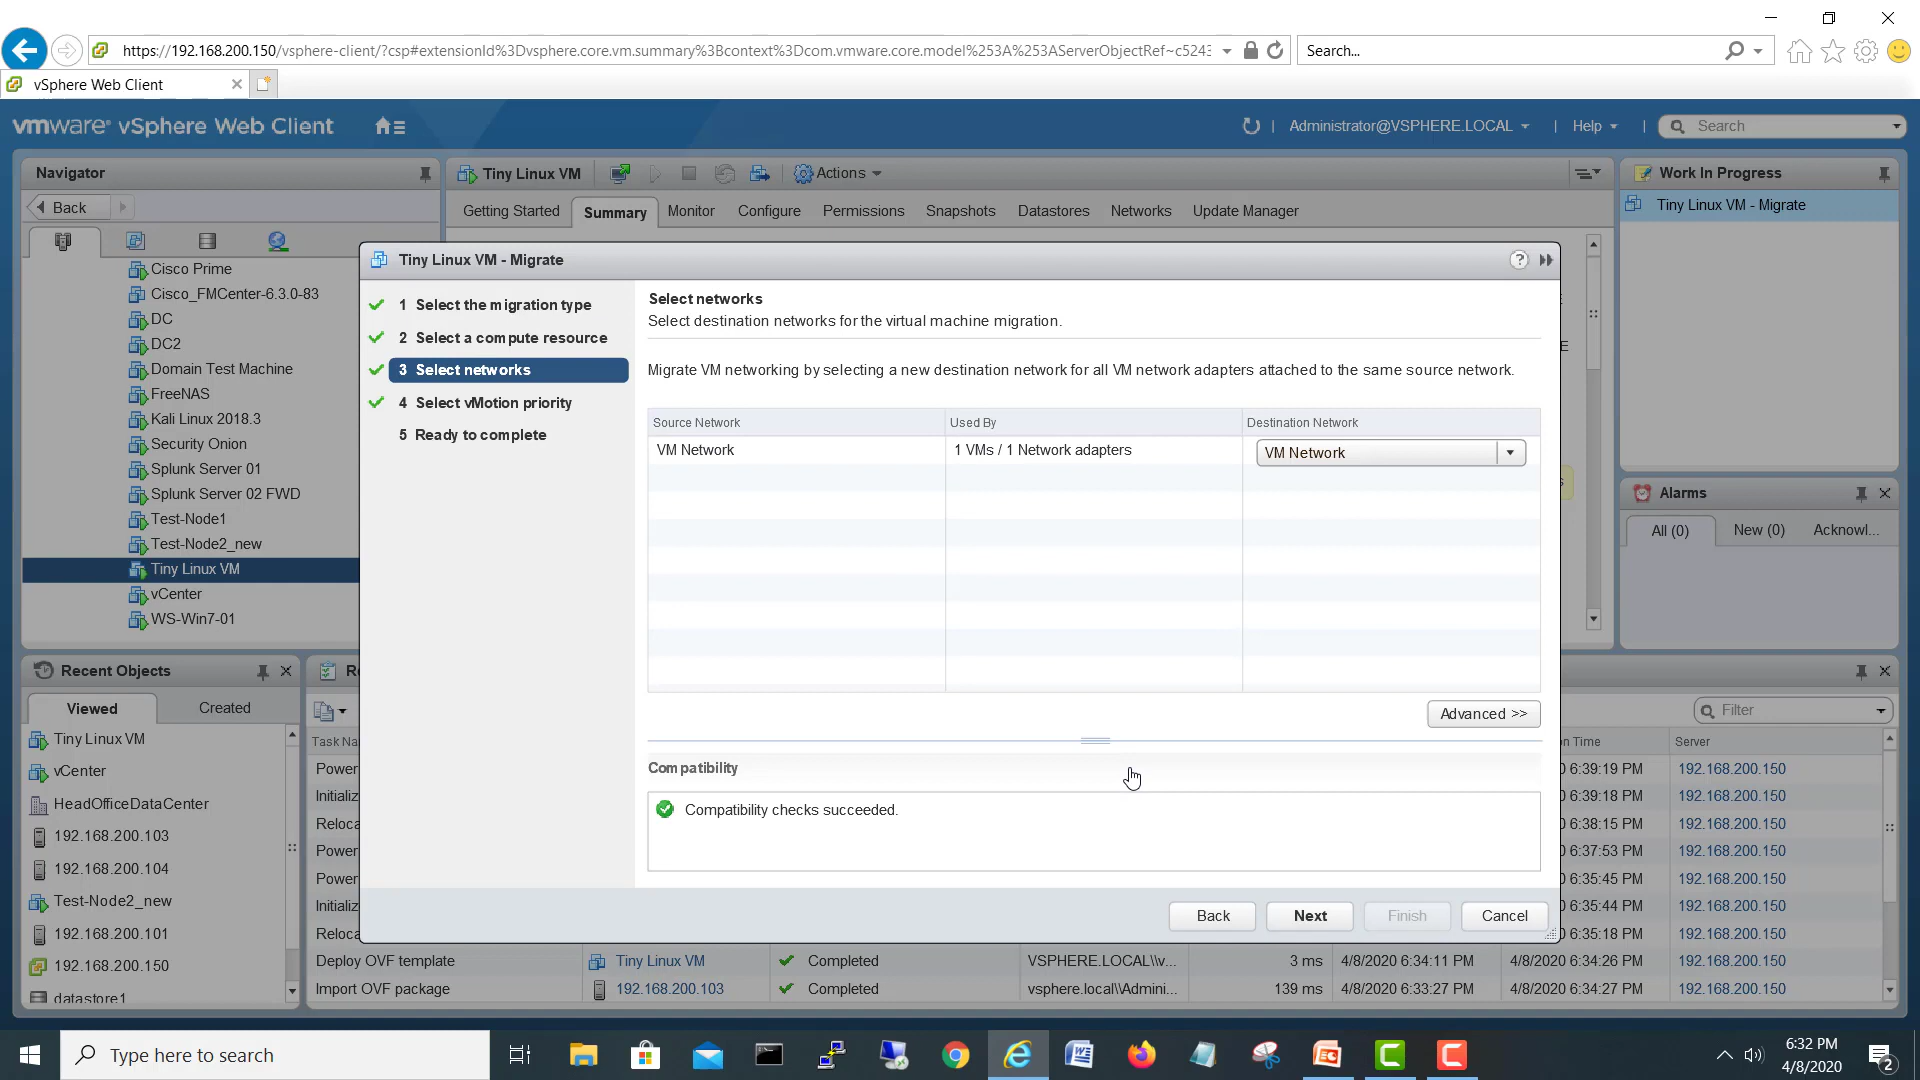 https://192.168.200.150/vsphere-client/?csp#extensionId%3Dvsphere.core.vm.summary%3Bcontext%3Dcom.vmware.core.model%253A%253AServerObjectRef~c5243
Search...
vSphere Web Client
vmware® vSphere Web Client
Administrator@VSPHERE.LOCAL
Help
Search
Navigator
Back
Tiny Linux VM
Actions
Getting Started
Summary
Monitor
Configure
Permissions
Snapshots
Datastores
Networks
Update Manager
Work In Progress
Tiny Linux VM - Migrate
Cisco Prime
Cisco_FMCenter-6.3.0-83
DC
DC2
Domain Test Machine
FreeNAS
Kali Linux 2018.3
Security Onion
Splunk Server 01
Splunk Server 02 FWD
Test-Node1
Test-Node2_new
Tiny Linux VM
vCenter
WS-Win7-01
Tiny Linux VM - Migrate
1 Select the migration type
2 Select a compute resource
3 Select networks
4 Select vMotion priority
5 Ready to complete
Select networks
Select destination networks for the virtual machine migration.
Migrate VM networking by selecting a new destination network for all VM network adapters attached to the same source network.
Source Network
Used By
Destination Network
VM Network
1 VMs / 1 Network adapters
VM Network
Advanced >>
Compatibility
Compatibility checks succeeded.
Back
Next
Finish
Cancel
Alarms
All (0)
New (0)
Acknowl...
Recent Objects
Viewed
Created
Tiny Linux VM
vCenter
HeadOfficeDataCenter
192.168.200.103
192.168.200.104
Test-Node2_new
192.168.200.101
192.168.200.150
datastore1
Re
Filter
Task Na
n Time
Server
Power
0 6:39:19 PM
192.168.200.150
Initializ
0 6:39:18 PM
192.168.200.150
Reloca
0 6:38:15 PM
192.168.200.150
Power
0 6:37:53 PM
192.168.200.150
Power
0 6:35:45 PM
192.168.200.150
Initializ
0 6:35:44 PM
192.168.200.150
Reloca
0 6:35:18 PM
192.168.200.150
Deploy OVF template
Tiny Linux VM
Completed
VSPHERE.LOCAL\\v...
3 ms
4/8/2020 6:34:11 PM
4/8/2020 6:34:26 PM
192.168.200.150
Import OVF package
192.168.200.103
Completed
vsphere.local\\Admini...
139 ms
4/8/2020 6:33:27 PM
4/8/2020 6:34:27 PM
192.168.200.150
Type here to search
6:32 PM
4/8/2020
2